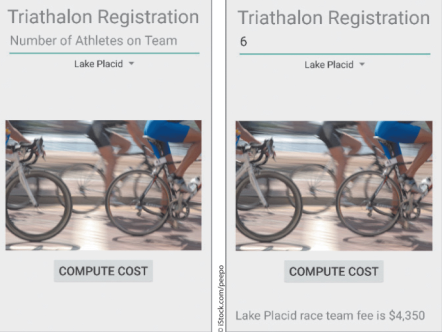 Triathalon Registration
Number of Athletes on Team
Lake Placid
COMPUTE COST
© iStock.com/peepo
Triathalon Registration
6
Lake Placid
COMPUTE COST
Lake Placid race team fee is $4,350